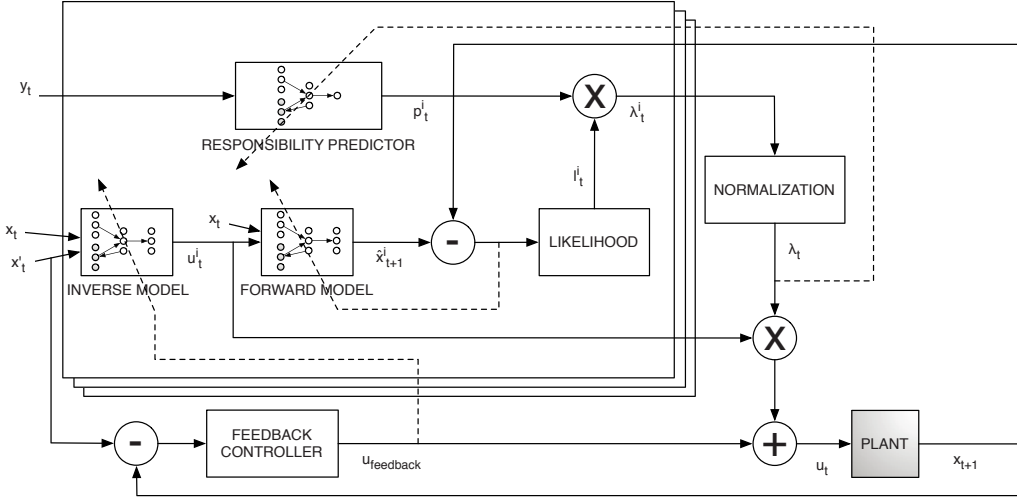 y_t
RESPONSIBILITY PREDICTOR
p^i_t
X
λ^i_t
l^i_t
NORMALIZATION
x_t
x'_t
INVERSE MODEL
u^i_t
x_t
FORWARD MODEL
x̂^i_{t+1}
-
LIKELIHOOD
λ_t
X
-
FEEDBACK
CONTROLLER
u_feedback
+
u_t
PLANT
x_{t+1}